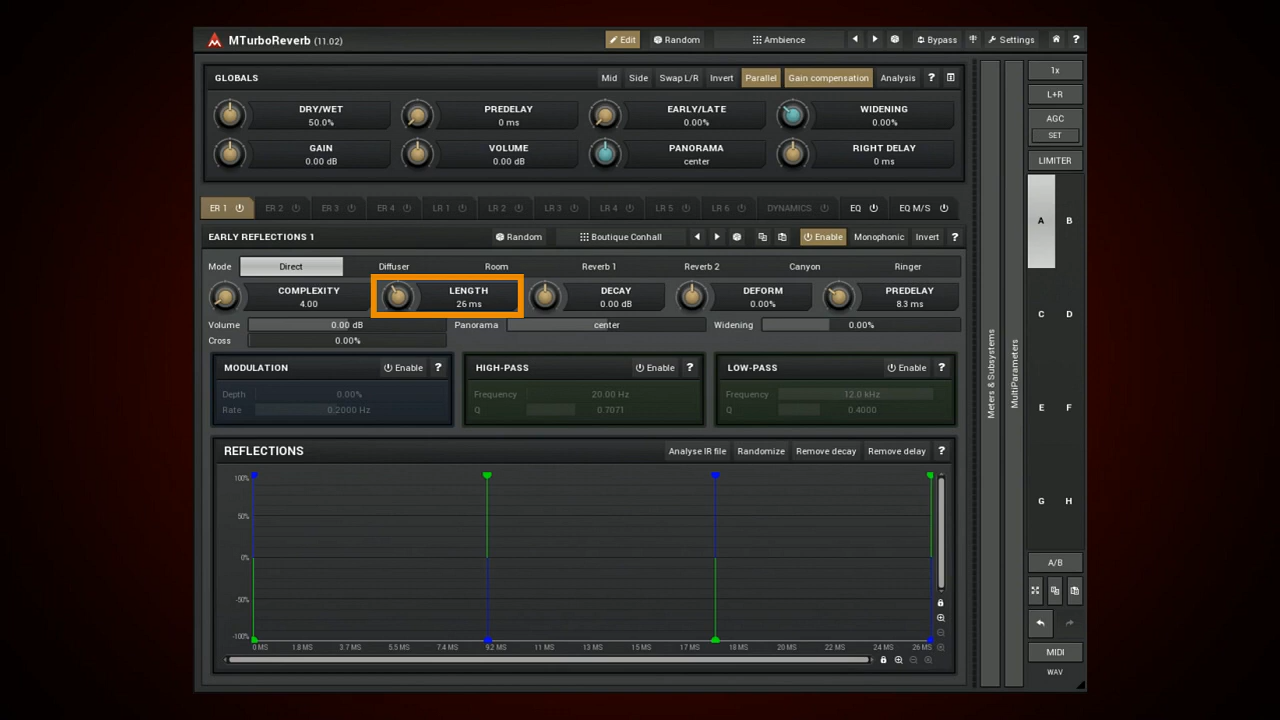 MTurboReverb (11.02) Edit Random Ambience Bypass Settings ?
GLOBALS Mid Side Swap L/R Invert Parallel Gain compensation Analysis ?
DRY/WET PREDELAY EARLY/LATE WIDENING
50.0% 0 ms 0.00% 0.00%
GAIN VOLUME PANORAMA RIGHT DELAY
0.00 dB 0.00 dB center 0 ms
ER 1 ER 2 ER 3 ER 4 LR 1 LR 2 LR 3 LR 4 LR 5 LR 6 DYNAMICS EQ EQ M/S
EARLY REFLECTIONS 1 Random Boutique Conhall Enable Monophonic Invert ?
Mode Direct Diffuser Room Reverb 1 Reverb 2 Canyon Ringer
COMPLEXITY LENGTH DECAY DEFORM PREDELAY
4.00 26 ms 0.00 dB 0.00% 8.3 ms
Volume 0.00 dB Panorama center Widening 0.00%
Cross 0.00%
MODULATION Enable ? HIGH-PASS Enable ? LOW-PASS Enable ?
Depth 0.00% Frequency 20.00 Hz Frequency 12.0 kHz
Rate 0.2000 Hz Q 0.7071 Q 0.4000
REFLECTIONS Analyse IR file Randomize Remove decay Remove delay ?
100%
50%
0%
-50%
-100%
0 MS 1.8 MS 3.7 MS 5.5 MS 7.4 MS 9.2 MS 11 MS 13 MS 15 MS 17 MS 18 MS 20 MS 22 MS 24 MS 26 MS
Meters & Subsystems
MultiParameters
1x
L+R
AGC
SET
LIMITER
A B
C D
E F
G H
A/B
MIDI
WAV